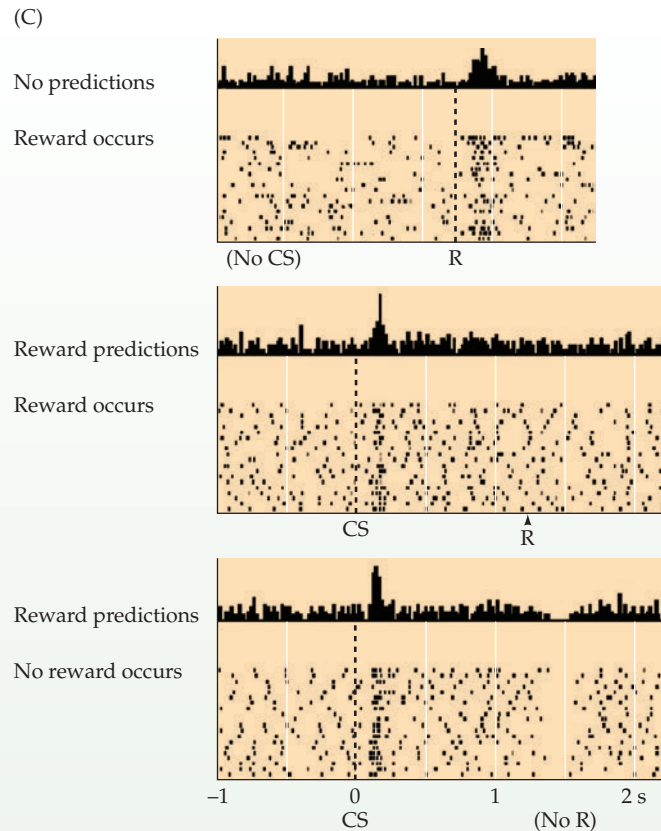 (C)
No predictions
Reward occurs
(No CS) R
Reward predictions
Reward occurs
CS R
Reward predictions
No reward occurs
–1 0 1 2 s
CS (No R)